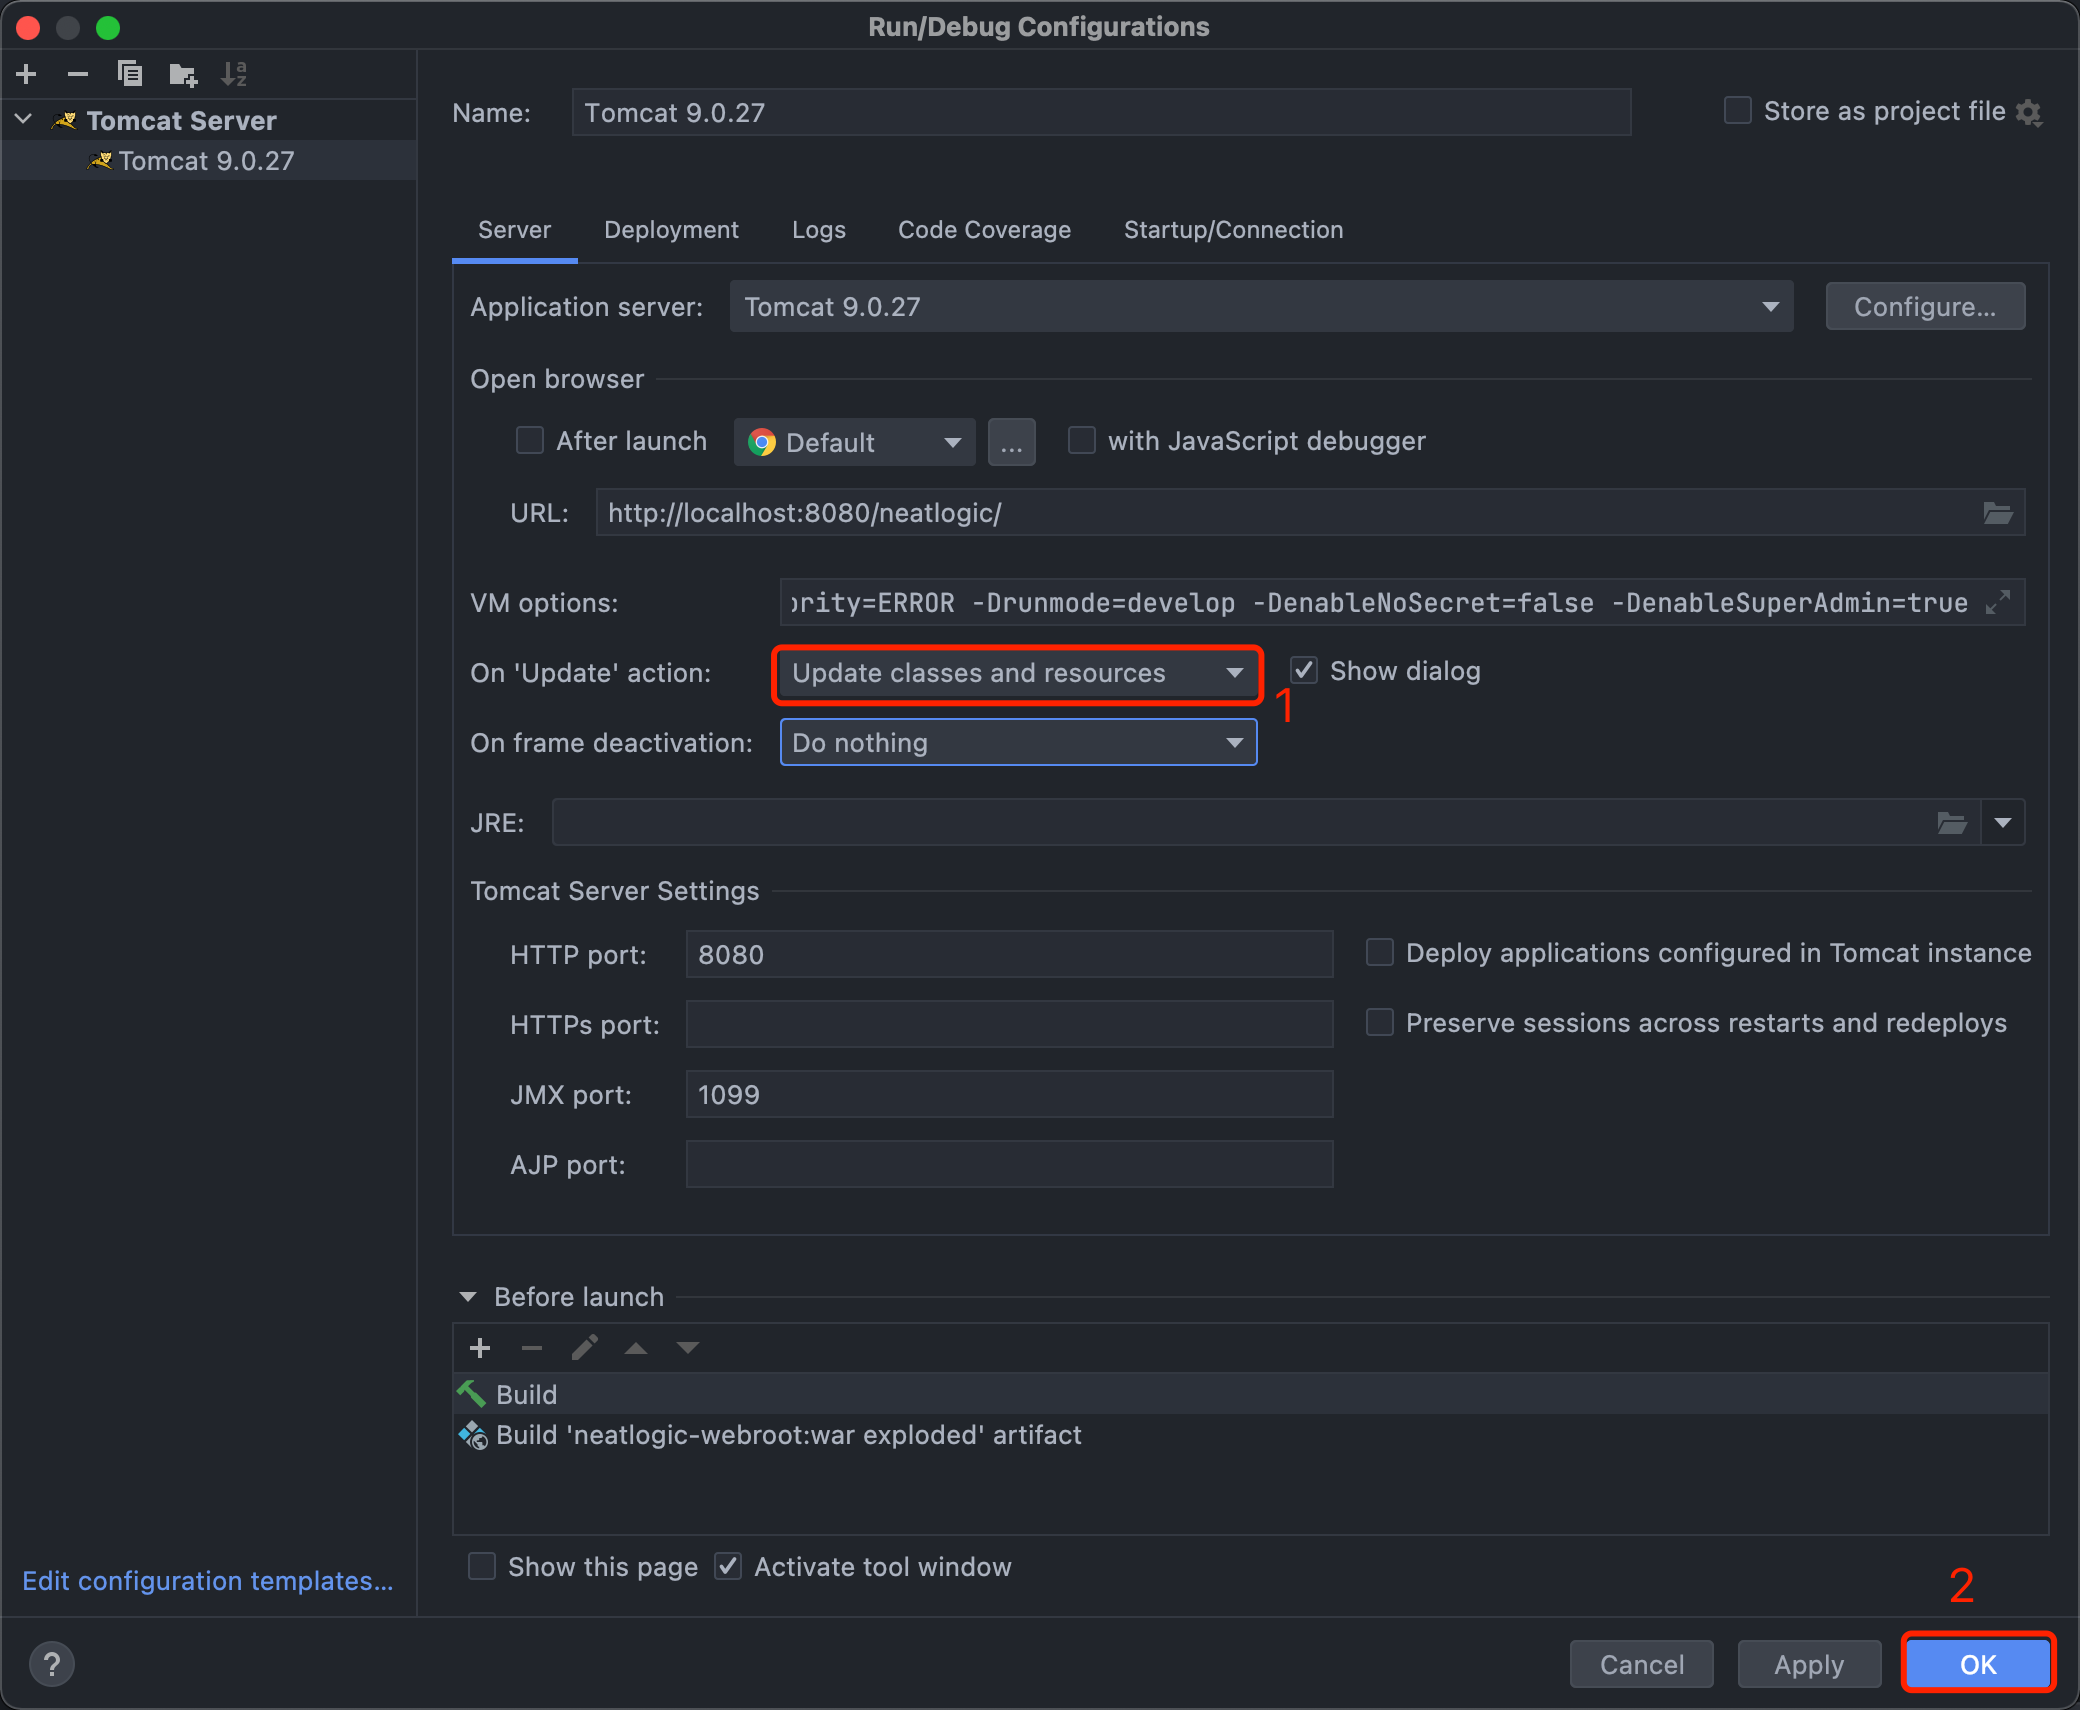 Run/Debug Configurations
Tomcat Server
Tomcat 9.0.27
Name: Tomcat 9.0.27 Store as project file
Server Deployment Logs Code Coverage Startup/Connection
Application server: Tomcat 9.0.27 Configure...
Open browser
After launch Default ... with JavaScript debugger
URL: http://localhost:8080/neatlogic/
VM options: ority=ERROR -Drunmode=develop -DenableNoSecret=false -DenableSuperAdmin=true
On 'Update' action: Update classes and resources Show dialog
1
On frame deactivation: Do nothing
JRE:
Tomcat Server Settings
HTTP port: 8080 Deploy applications configured in Tomcat instance
HTTPs port: Preserve sessions across restarts and redeploys
JMX port: 1099
AJP port:
Before launch
Build
Build 'neatlogic-webroot:war exploded' artifact
Show this page Activate tool window
Edit configuration templates...
2
? Cancel Apply OK